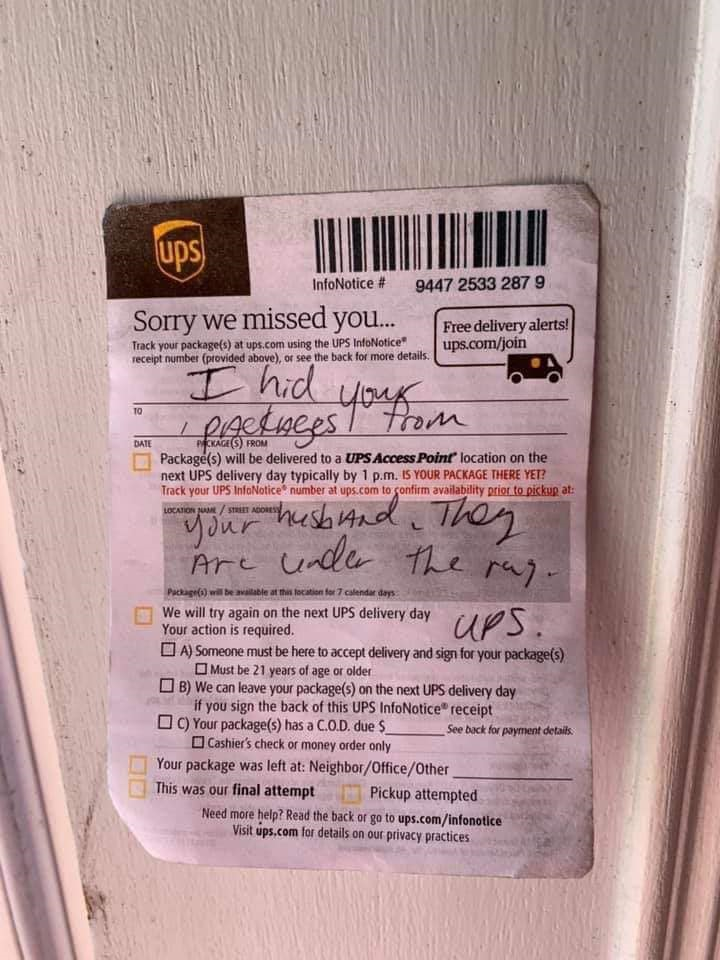 ups
InfoNotice # 9447 2533 287 9
Sorry we missed you...
Track your package(s) at ups.com using the UPS InfoNotice®
receipt number (provided above), or see the back for more details.
Free delivery alerts!
ups.com/join
I hid your
TO
packages from
DATE PACKAGE(S) FROM
Package(s) will be delivered to a UPS Access Point® location on the
next UPS delivery day typically by 1 p.m. IS YOUR PACKAGE THERE YET?
Track your UPS InfoNotice® number at ups.com to confirm availability prior to pickup at:
LOCATION NAME / STREET ADDRESS
your husband. They
Are under the rug.
Package(s) will be available at this location for 7 calendar days
UPS.
We will try again on the next UPS delivery day
Your action is required.
A) Someone must be here to accept delivery and sign for your package(s)
Must be 21 years of age or older
B) We can leave your package(s) on the next UPS delivery day
if you sign the back of this UPS InfoNotice® receipt
C) Your package(s) has a C.O.D. due $ See back for payment details.
Cashier's check or money order only
Your package was left at: Neighbor/Office/Other
This was our final attempt Pickup attempted
Need more help? Read the back or go to ups.com/infonotice
Visit ups.com for details on our privacy practices